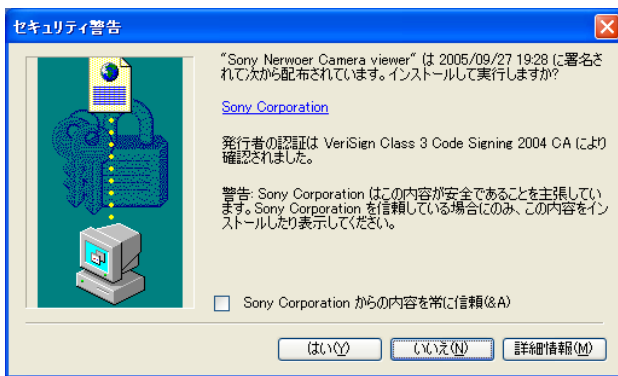 セキュリティ警告
"Sony Nerwoer Camera viewer" は 2005/09/27 19:28 に署名さ
れて次から配布されています。インストールして実行しますか?
Sony Corporation
発行者の認証は VeriSign Class 3 Code Signing 2004 CA により
確認されました。
警告: Sony Corporation はこの内容が安全であることを主張してい
ます。Sony Corporation を信頼している場合にのみ、この内容をイン
ストールしたり表示してください。
Sony Corporation からの内容を常に信頼(&A)
はい(Y) いいえ(N) 詳細情報(M)